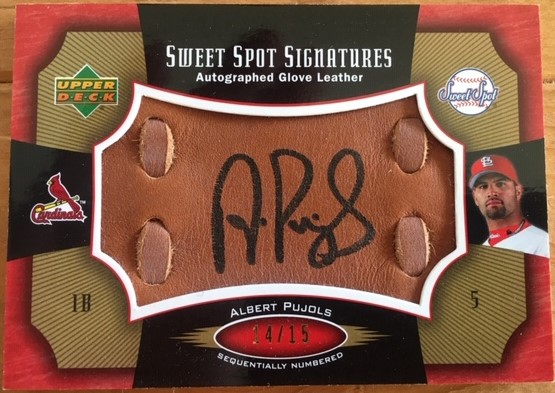 SWEET SPOT SIGNATURES
Autographed Glove Leather
UPPER
DECK
Sweet Spot
A. Pujols
Cardinals
1B
5
ALBERT PUJOLS
14/15
SEQUENTIALLY NUMBERED